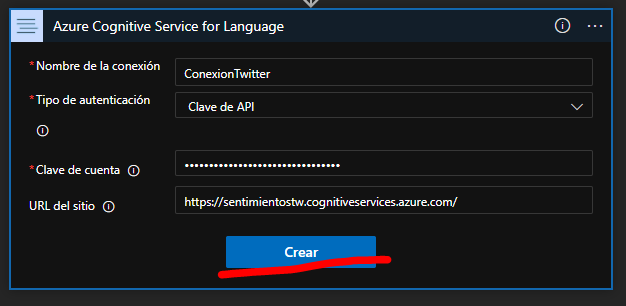 Azure Cognitive Service for Language
* Nombre de la conexión
ConexionTwitter
* Tipo de autenticación
Clave de API
* Clave de cuenta
••••••••••••••••••••••••••••••••
URL del sitio
https://sentimientostw.cognitiveservices.azure.com/
Crear